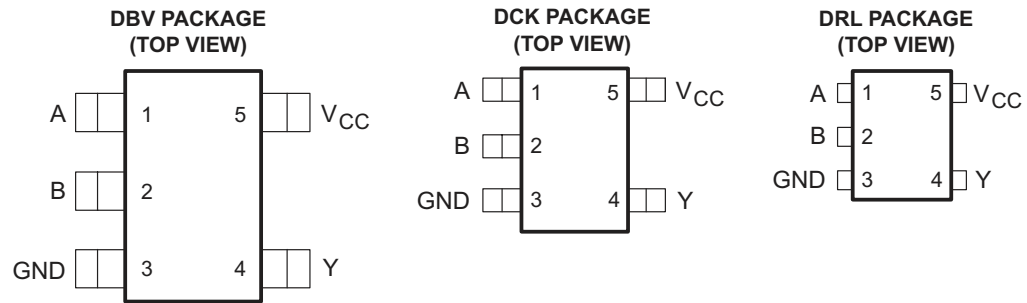 DBV PACKAGE
(TOP VIEW)
A 1 5 VCC
B 2
GND 3 4 Y
DCK PACKAGE
(TOP VIEW)
A 1 5 VCC
B 2
GND 3 4 Y
DRL PACKAGE
(TOP VIEW)
A 1 5 VCC
B 2
GND 3 4 Y